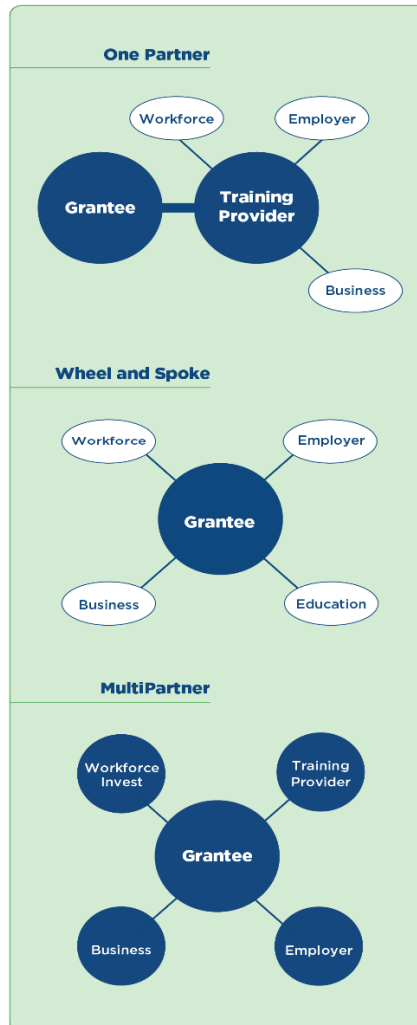 One Partner
Workforce
Employer
Grantee
Training
Provider
Business
Wheel and Spoke
Workforce
Employer
Grantee
Business
Education
MultiPartner
Workforce
Invest
Training
Provider
Grantee
Business
Employer